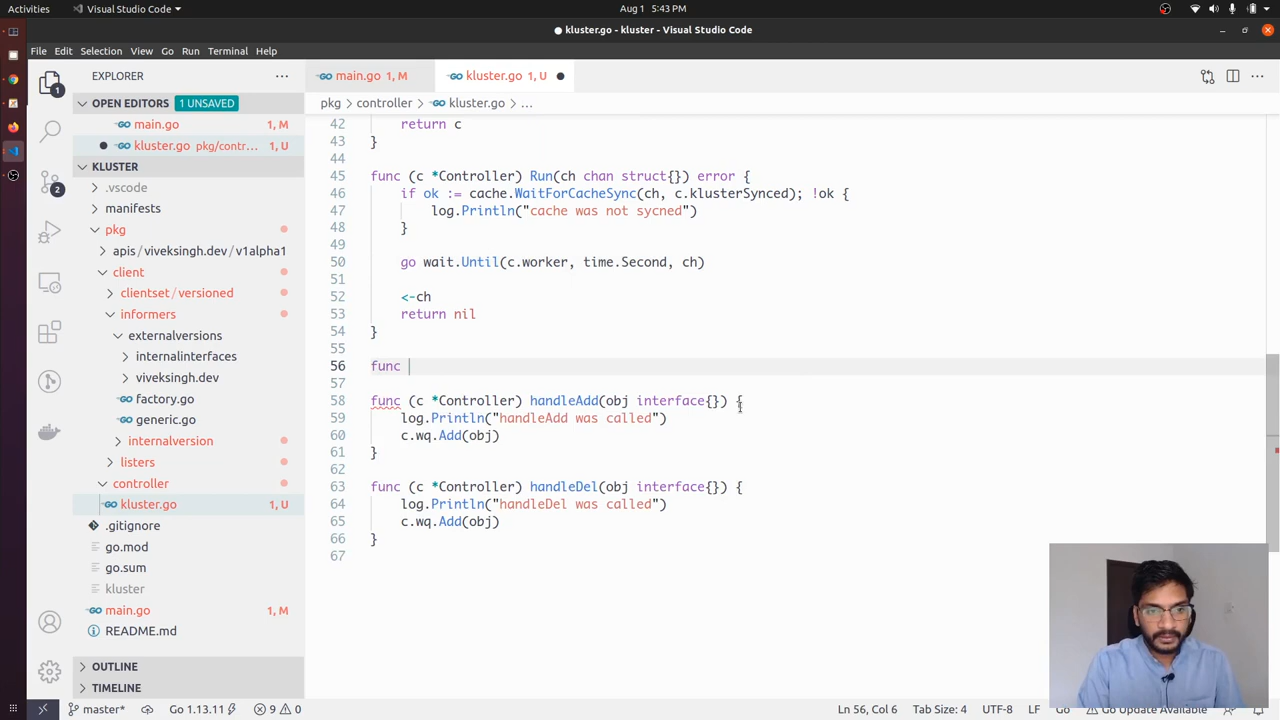 Activities
Visual Studio Code
Aug 1 5:43 PM
kluster.go - kluster - Visual Studio Code
File Edit Selection View Go Run Terminal Help
EXPLORER
OPEN EDITORS 1 UNSAVED
main.go 1, M
kluster.go pkg/contr... 1, U
KLUSTER
.vscode
manifests
pkg
apis / viveksingh.dev / v1alpha1
client
clientset / versioned
informers
externalversions
internalinterfaces
viveksingh.dev
factory.go
generic.go
internalversion
listers
controller
kluster.go 1, U
.gitignore
go.mod
go.sum
kluster
main.go 1, M
README.md
OUTLINE
TIMELINE
main.go 1, M
kluster.go 1, U
pkg > controller > kluster.go > ...
42 return c
43 }
44
45 func (c *Controller) Run(ch chan struct{}) error {
46 if ok := cache.WaitForCacheSync(ch, c.klusterSynced); !ok {
47 log.Println("cache was not sycned")
48 }
49
50 go wait.Until(c.worker, time.Second, ch)
51
52 <-ch
53 return nil
54 }
55
56 func
57
58 func (c *Controller) handleAdd(obj interface{}) {
59 log.Println("handleAdd was called")
60 c.wq.Add(obj)
61 }
62
63 func (c *Controller) handleDel(obj interface{}) {
64 log.Println("handleDel was called")
65 c.wq.Add(obj)
66 }
67
1
2
master* Go 1.13.11 9 0 Ln 56, Col 6 Tab Size: 4 UTF-8 LF Go Go Update Available